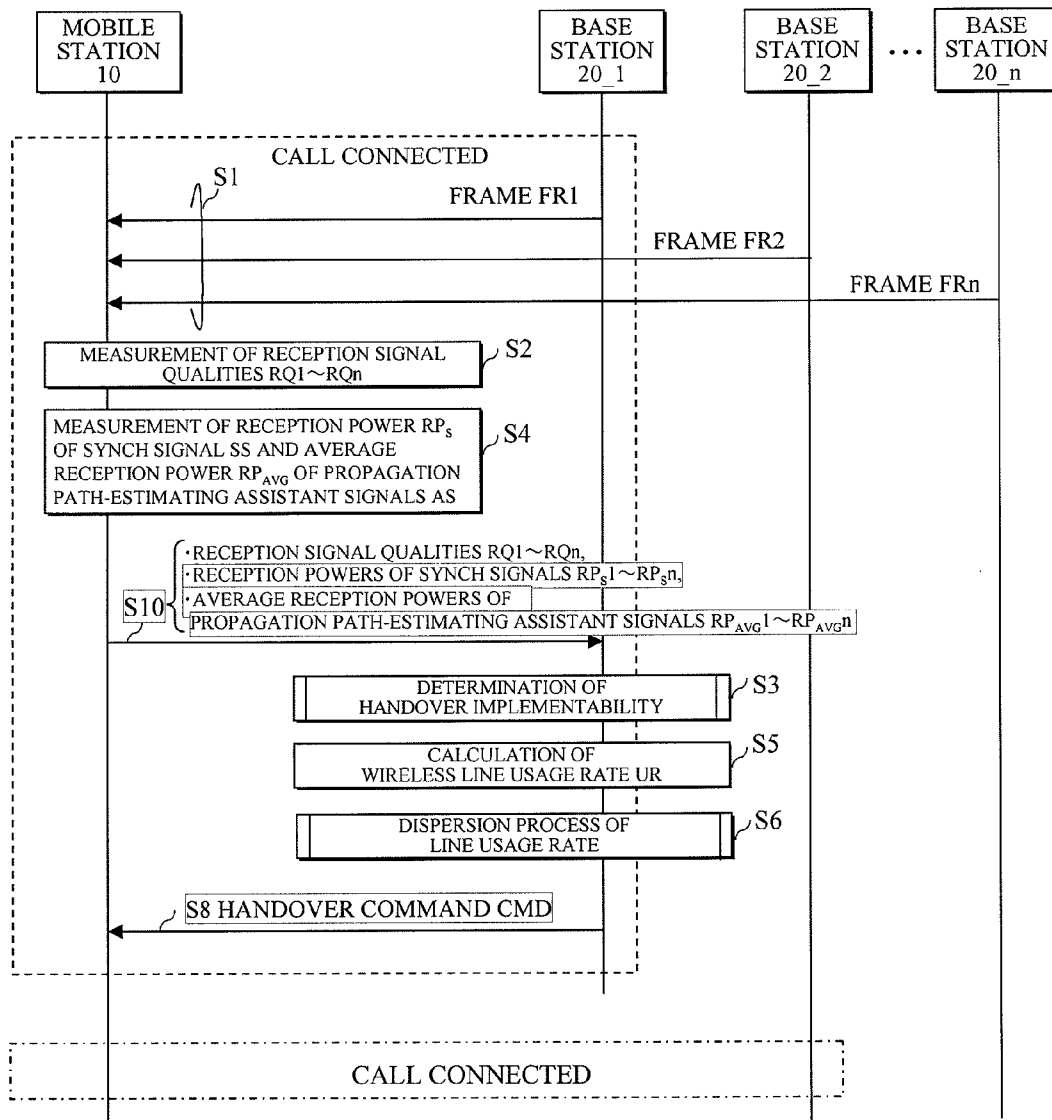 MOBILE
STATION
10
BASE
STATION
20_1
BASE
STATION
20_2
• • •
BASE
STATION
20_n
CALL CONNECTED
S1
FRAME FR1
FRAME FR2
FRAME FRn
MEASUREMENT OF RECEPTION SIGNAL
QUALITIES RQ1~RQn
S2
MEASUREMENT OF RECEPTION POWER RPS
OF SYNCH SIGNAL SS AND AVERAGE
RECEPTION POWER RPAVG OF PROPAGATION
PATH-ESTIMATING ASSISTANT SIGNALS AS
S4
S10
・RECEPTION SIGNAL QUALITIES RQ1~RQn,
・RECEPTION POWERS OF SYNCH SIGNALS RPS1~RPSn,
・AVERAGE RECEPTION POWERS OF
PROPAGATION PATH-ESTIMATING ASSISTANT SIGNALS RPAVG1~RPAVGn
DETERMINATION OF
HANDOVER IMPLEMENTABILITY
S3
CALCULATION OF
WIRELESS LINE USAGE RATE UR
S5
DISPERSION PROCESS OF
LINE USAGE RATE
S6
S8 HANDOVER COMMAND CMD
CALL CONNECTED